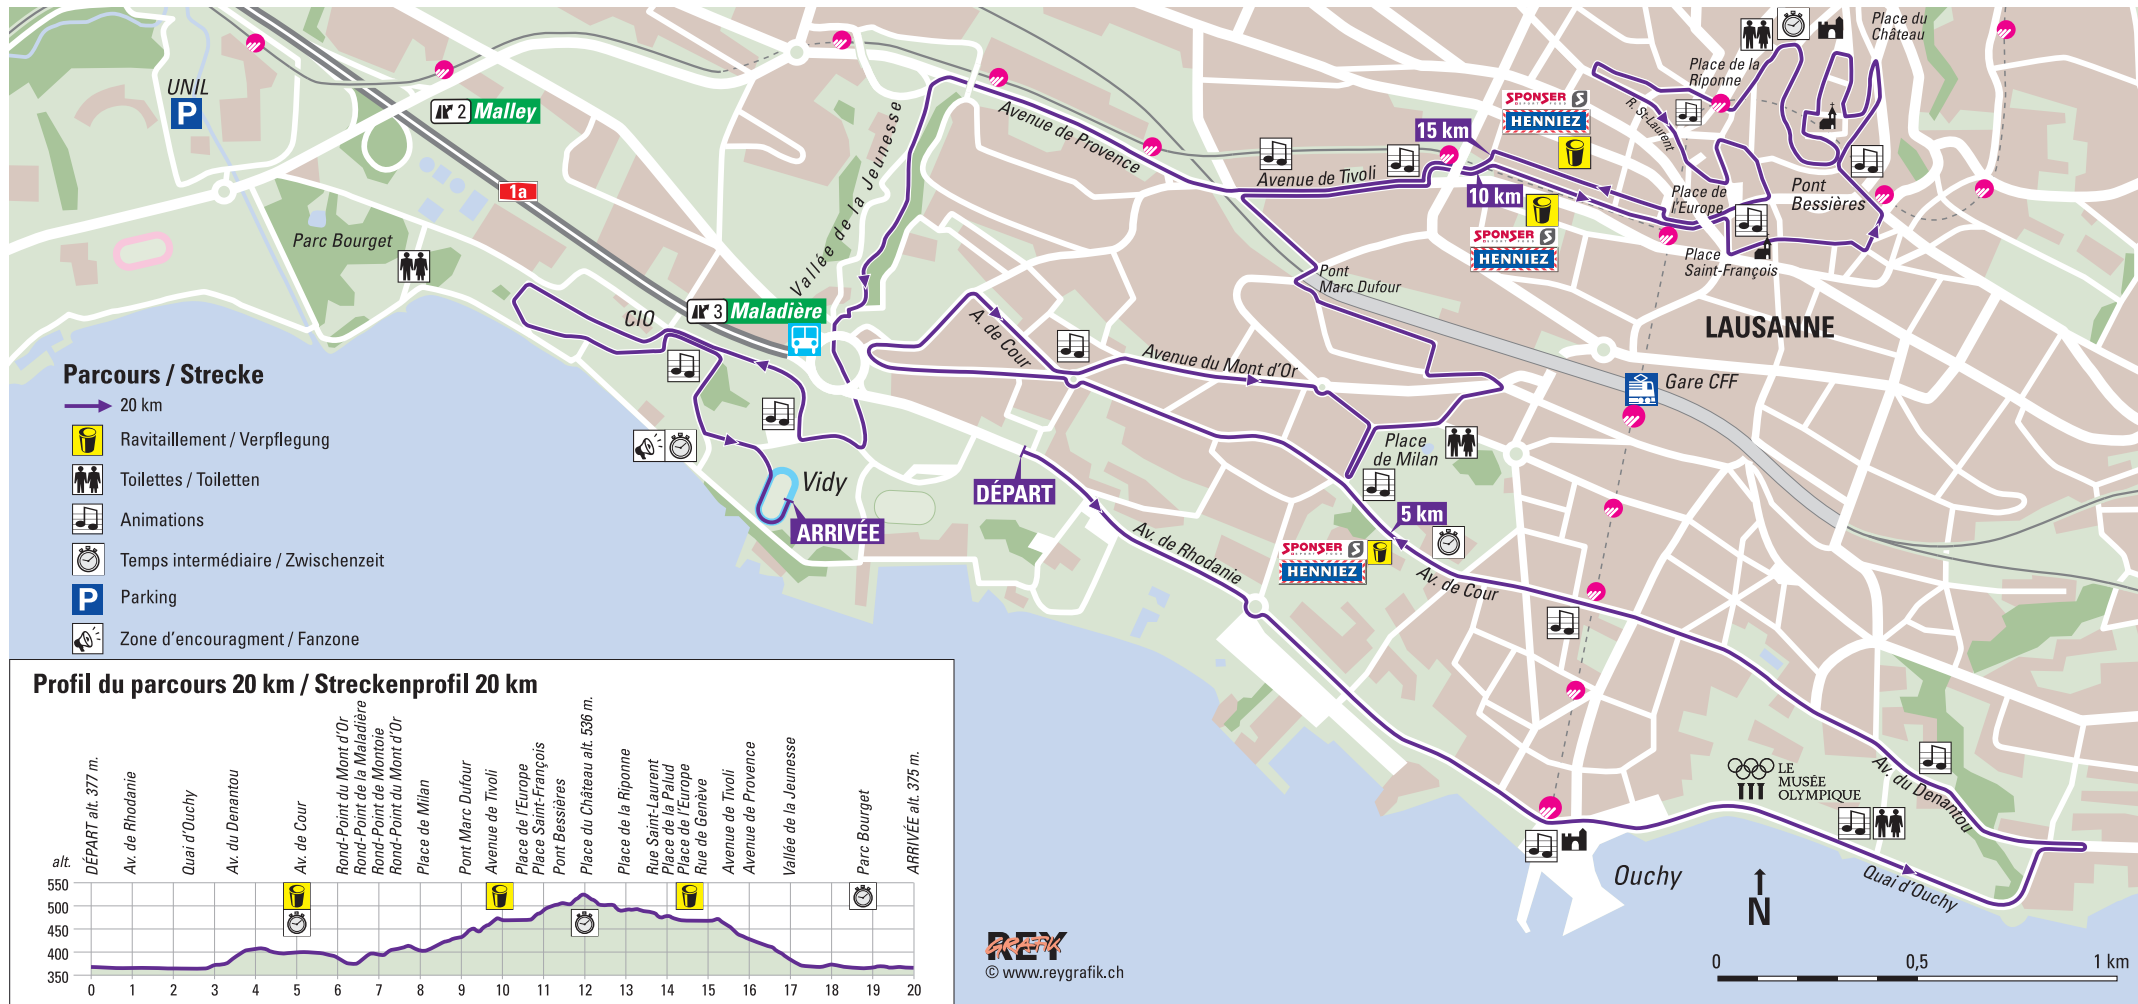 Place du
Château
UNIL
P
2 Malley
Place de la
Riponne
R. St-Laurent
SPONSER
HENNIEZ
15 km
Avenue de Provence
Vallée de la Jeunesse
Avenue de Tivoli
10 km
1a
Place de
l'Europe
Pont
Bessières
SPONSER
HENNIEZ
Place
Saint-François
Parc Bourget
Pont
Marc Dufour
3 Maladière
CIO
A. de Cour
LAUSANNE
Avenue du Mont d'Or
Gare CFF
Parcours / Strecke
20 km
Ravitaillement / Verpflegung
Toilettes / Toiletten
Animations
Temps intermédiaire / Zwischenzeit
P
Parking
Zone d'encouragment / Fanzone
Place
de Milan
Vidy
DÉPART
ARRIVÉE
5 km
Av. de Rhodanie
SPONSER
HENNIEZ
Av. de Cour
LE
MUSÉE
OLYMPIQUE
Av. du Denantou
Ouchy
Quai d'Ouchy
N
Profil du parcours 20 km / Streckenprofil 20 km
DÉPART alt. 377 m.
Av. de Rhodanie
Quai d'Ouchy
Av. du Denantou
Av. de Cour
Rond-Point du Mont d'Or
Rond-Point de la Maladière
Rond-Point de Montoie
Rond-Point du Mont d'Or
Place de Milan
Pont Marc Dufour
Avenue de Tivoli
Place de l'Europe
Place Saint-François
Pont Bessières
Place du Château alt. 536 m.
Place de la Riponne
Rue Saint-Laurent
Place de la Palud
Place de l'Europe
Rue de Genève
Avenue de Tivoli
Avenue de Provence
Vallée de la Jeunesse
Parc Bourget
ARRIVÉE alt. 375 m.
alt.
550
500
450
400
350
0 1 2 3 4 5 6 7 8 9 10 11 12 13 14 15 16 17 18 19 20
REY
GRAFIK
© www.reygrafik.ch
0 0,5 1 km